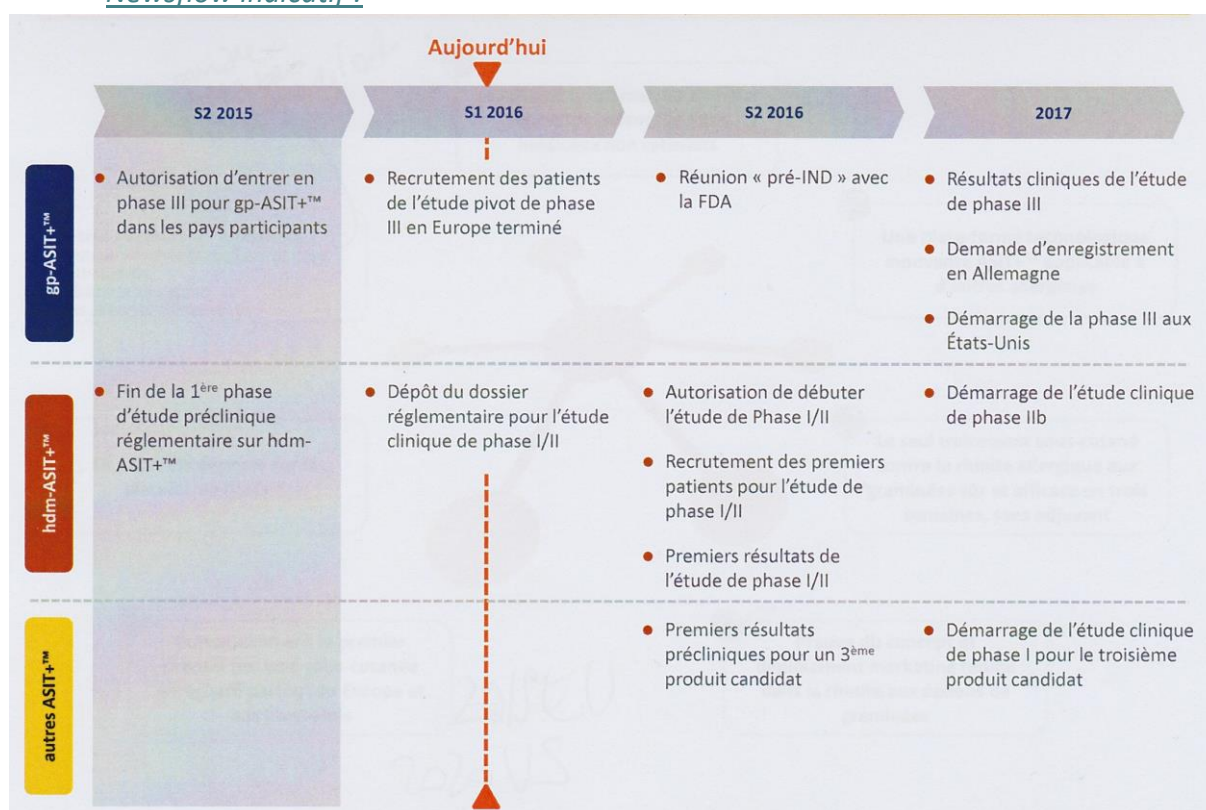 Newsflow indicatif :
Aujourd'hui
S2 2015
S1 2016
S2 2016
2017
gp-ASIT+™
Autorisation d'entrer en
phase III pour gp-ASIT+™
dans les pays participants
Recrutement des patients
de l'étude pivot de phase
III en Europe terminé
Réunion « pré-IND » avec
la FDA
Résultats cliniques de l'étude
de phase III
Demande d'enregistrement
en Allemagne
Démarrage de la phase III aux
États-Unis
hdm-ASIT+™
Fin de la 1ère phase
d'étude préclinique
réglementaire sur hdm-
ASIT+™
Dépôt du dossier
réglementaire pour l'étude
clinique de phase I/II
Autorisation de débuter
l'étude de Phase I/II
Recrutement des premiers
patients pour l'étude de
phase I/II
Premiers résultats de
l'étude de phase I/II
Démarrage de l'étude clinique
de phase IIb
autres ASIT+™
Premiers résultats
précliniques pour un 3ème
produit candidat
Démarrage de l'étude clinique
de phase I pour le troisième
produit candidat